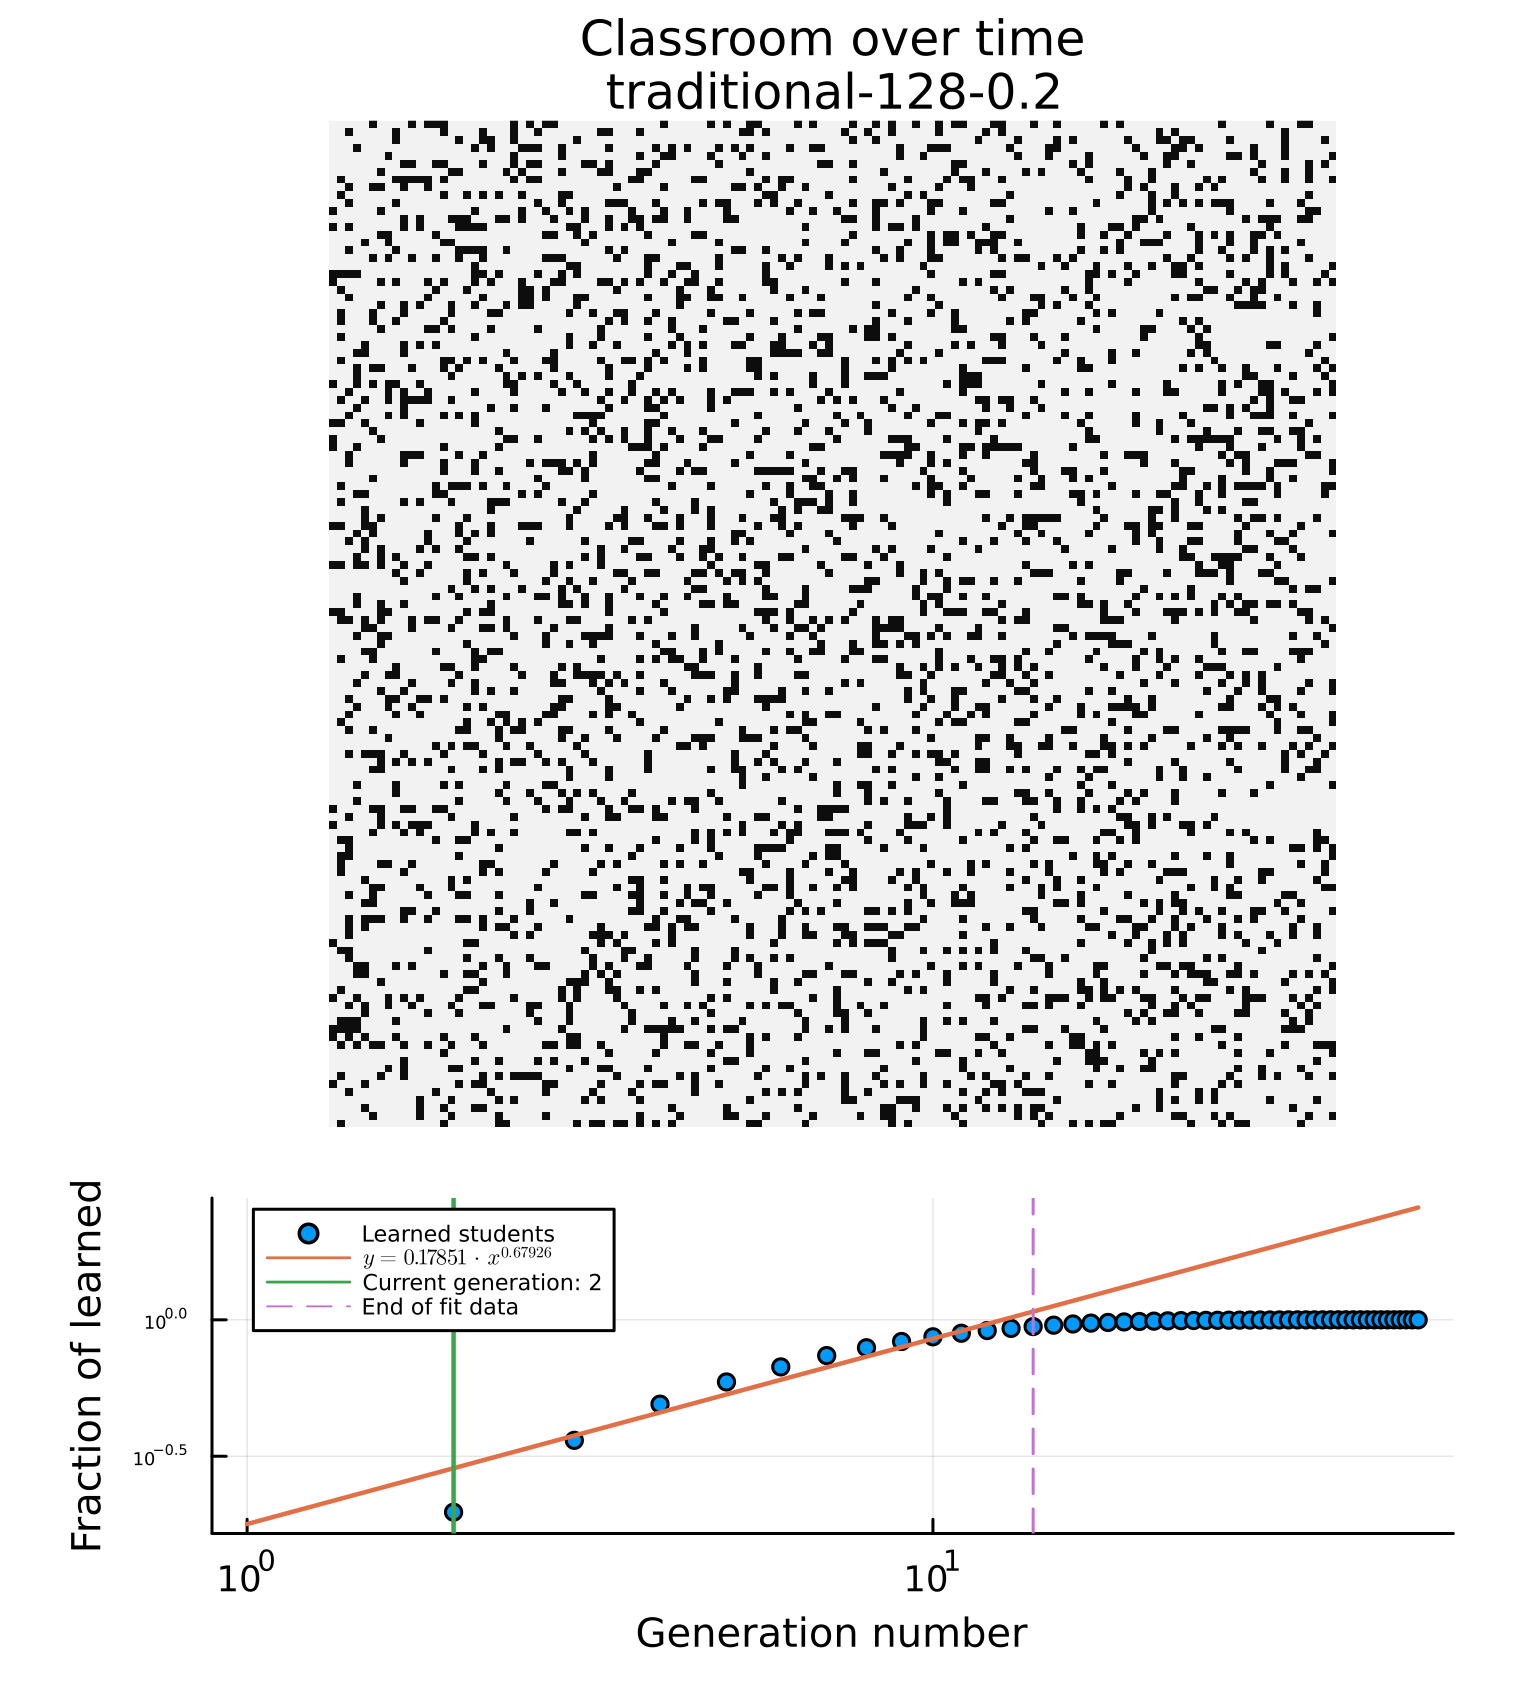 Classroom over time
traditional-128-0.2
Fraction of learned
Learned students
y = 0.17851 · x^0.67926
Current generation: 2
End of fit data
10^0.0
10^−0.5
10^0
10^1
Generation number